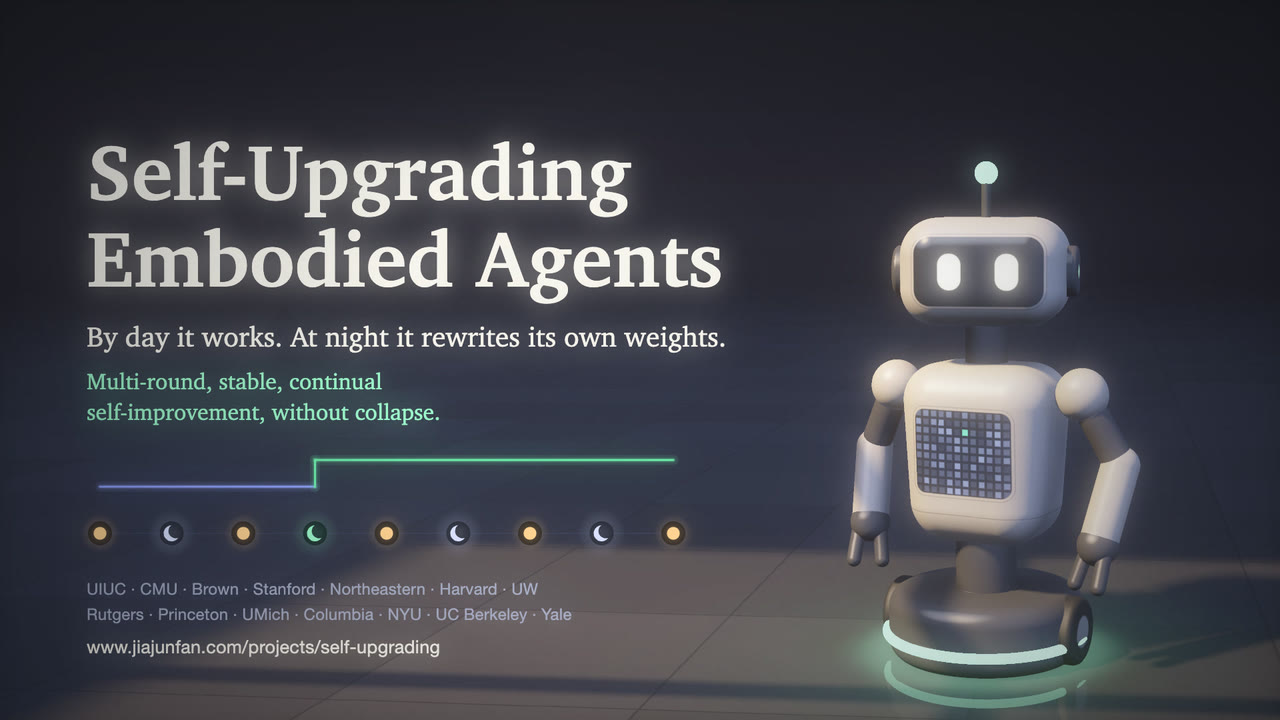 Self-Upgrading
Embodied Agents
By day it works. At night it rewrites its own weights.
Multi-round, stable, continual
self-improvement, without collapse.
UIUC · CMU · Brown · Stanford · Northeastern · Harvard · UW
Rutgers · Princeton · UMich · Columbia · NYU · UC Berkeley · Yale
www.jiajunfan.com/projects/self-upgrading